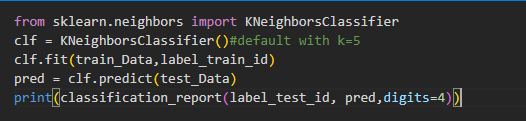 from sklearn.neighbors import KNeighborsClassifier
clf = KNeighborsClassifier()#default with k=5
clf.fit(train_Data,label_train_id)
pred = clf.predict(test_Data)
print(classification_report(label_test_id, pred,digits=4))